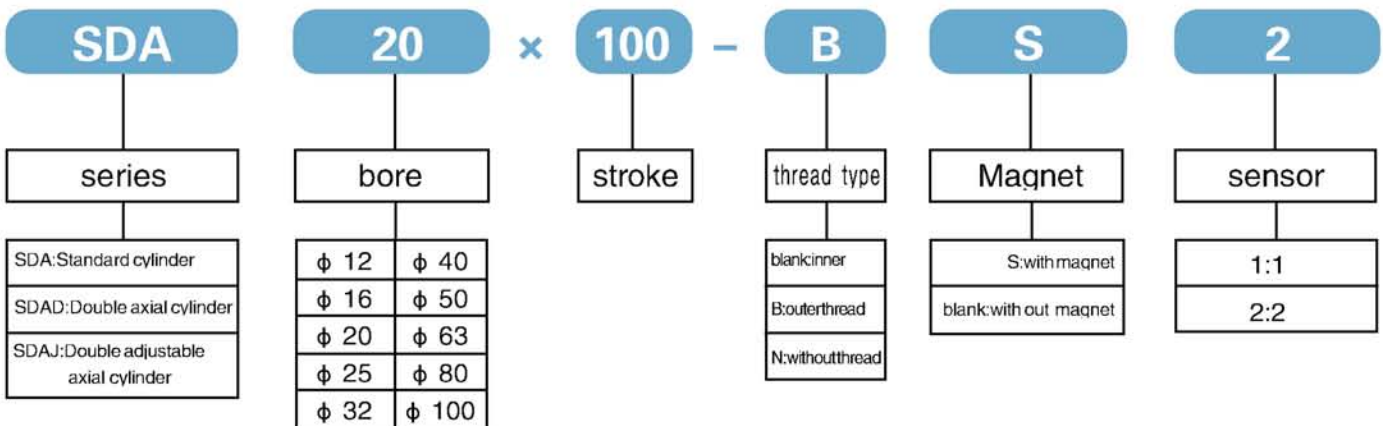 SDA 20 × 100 – B S 2
series bore stroke thread type Magnet sensor
SDA:Standard cylinder
SDAD:Double axial cylinder
SDAJ:Double adjustable
axial cylinder
ϕ 12 ϕ 40
ϕ 16 ϕ 50
ϕ 20 ϕ 63
ϕ 25 ϕ 80
ϕ 32 ϕ 100
blank:inner
B:outerthread
N:withoutthread
S:with magnet
blank:with out magnet
1:1
2:2